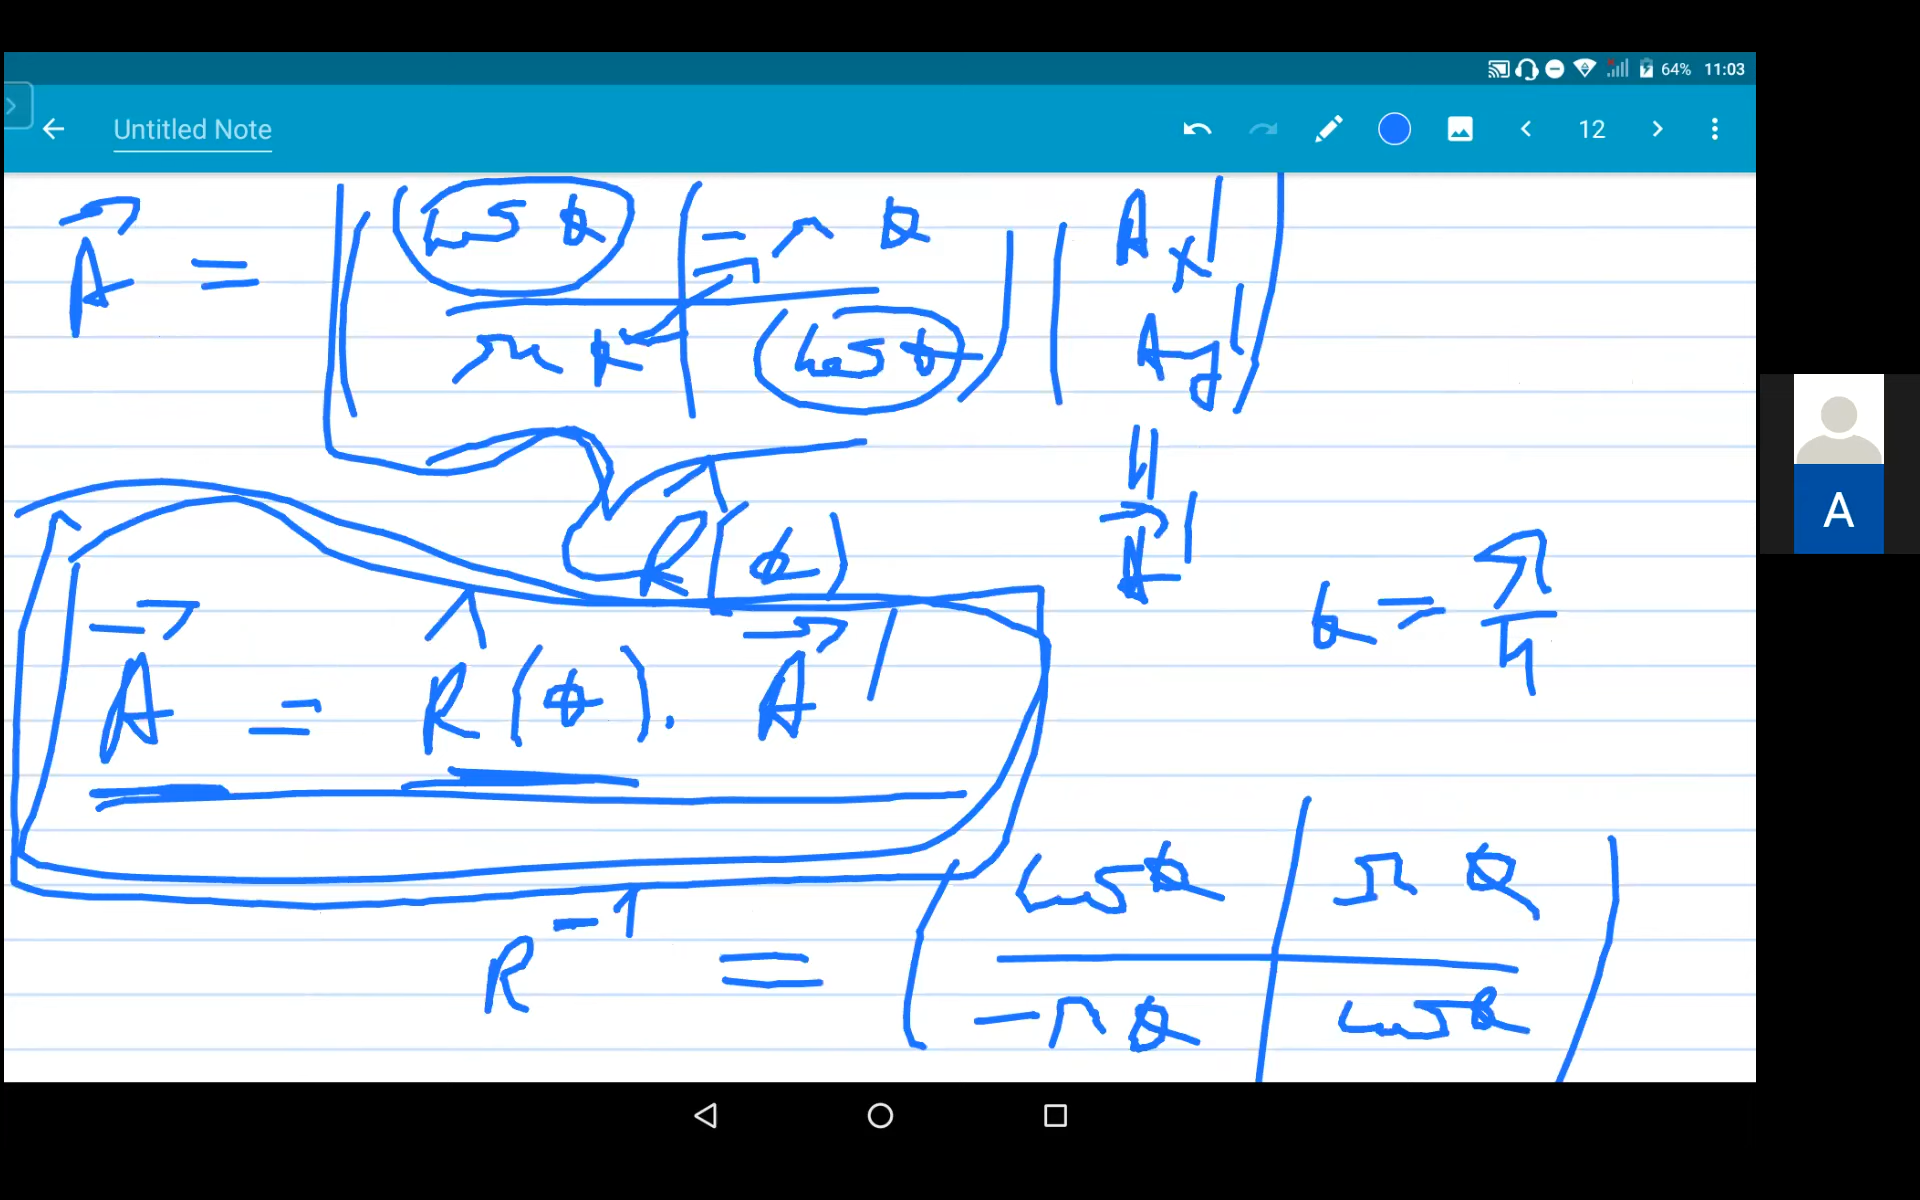 64% 11:03
Untitled Note
12
A⃗ = | cos θ | -sin θ | | Ax' |
| sin θ | cos θ | | Ay' |
R(θ)
= A⃗'
θ = π/4
A⃗ = R(θ). A⃗'
R⁻¹ = ( cos θ | sin θ )
( -sin θ | cos θ )
A